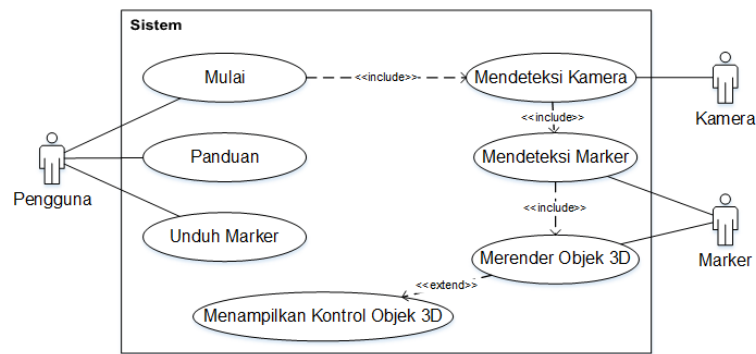 Sistem
Mulai
<<include>>
Mendeteksi Kamera
Kamera
<<include>>
Panduan
Mendeteksi Marker
Pengguna
<<include>>
Unduh Marker
Merender Objek 3D
Marker
<<extend>>
Menampilkan Kontrol Objek 3D